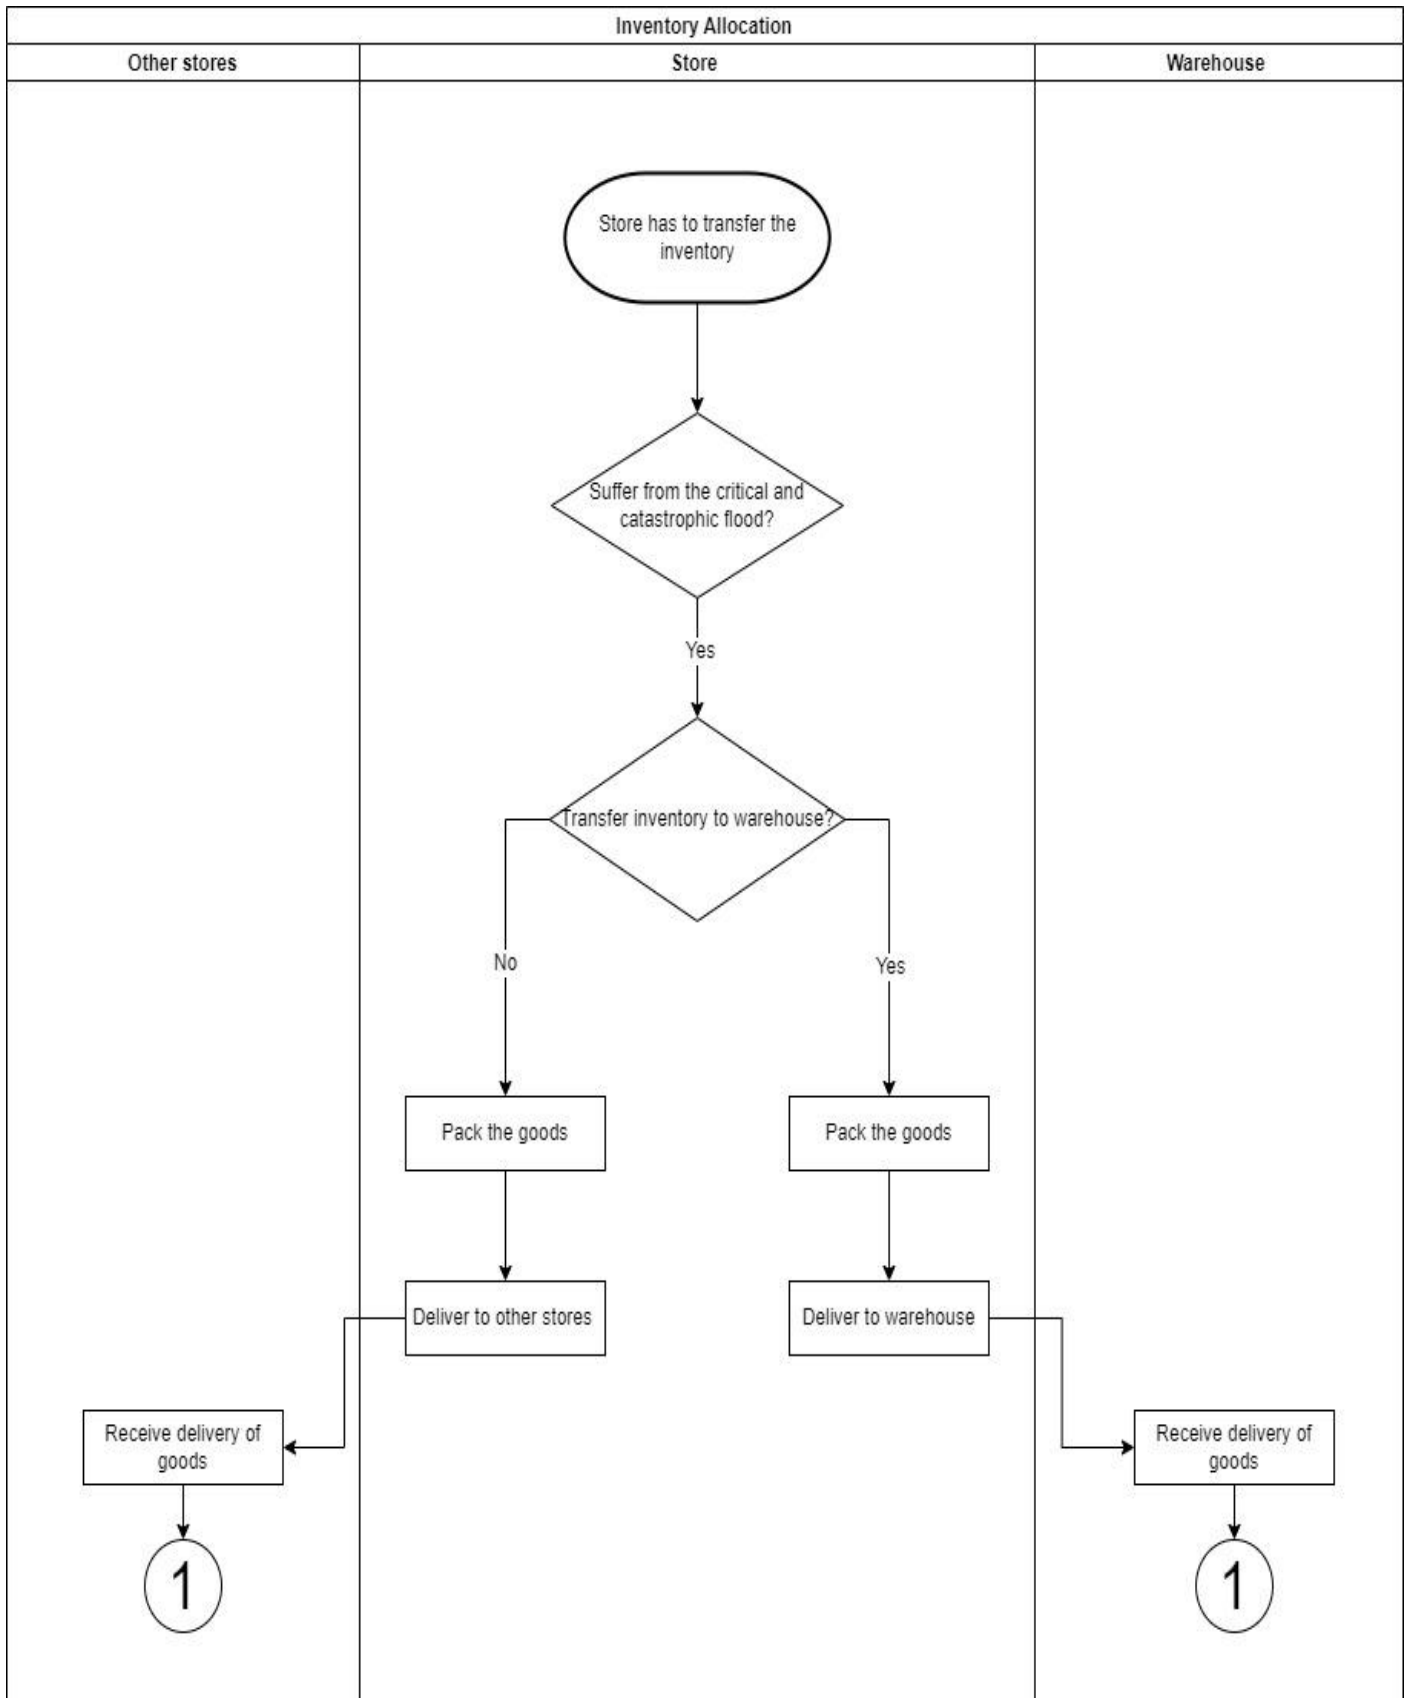 Inventory Allocation
Other stores
Store
Warehouse
Store has to transfer the
inventory
Suffer from the critical and
catastrophic flood?
Yes
Transfer inventory to warehouse?
No
Yes
Pack the goods
Pack the goods
Deliver to other stores
Deliver to warehouse
Receive delivery of
goods
Receive delivery of
goods
1
1